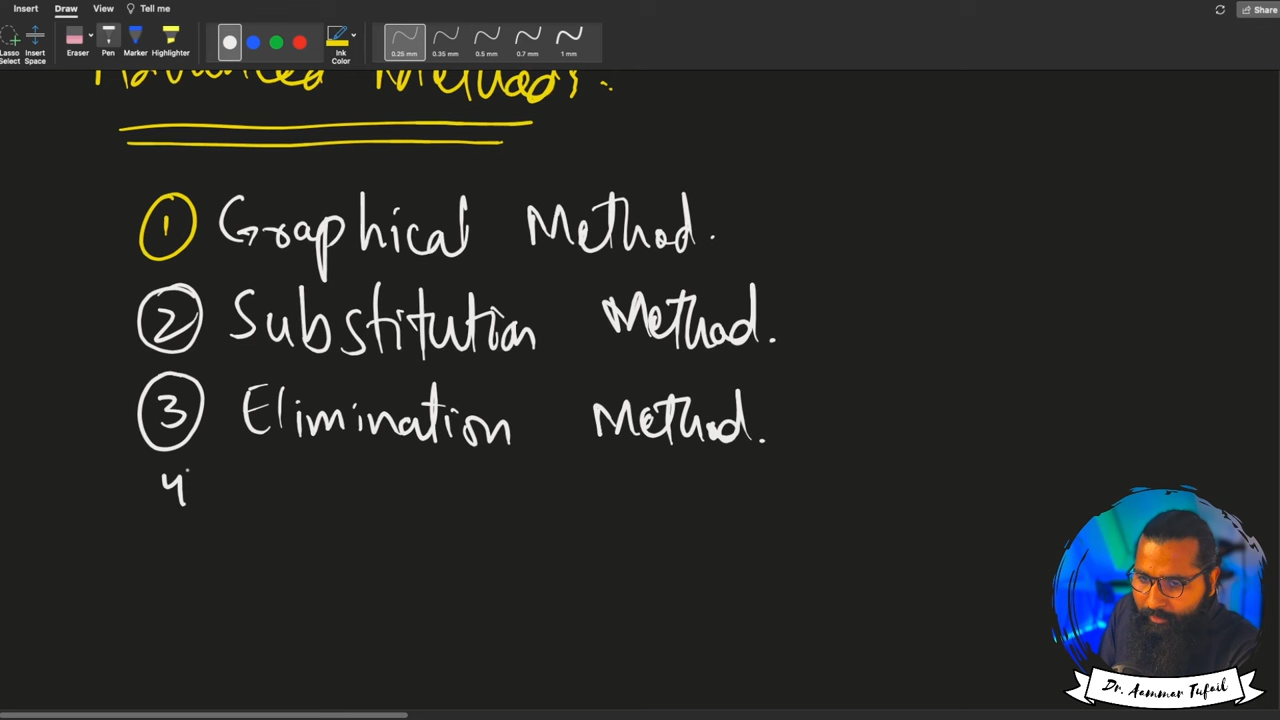 Insert Draw View Tell me
Share
Lasso Select
Insert Space
Eraser
Pen
Marker
Highlighter
Ink Color
0.25 mm
0.35 mm
0.5 mm
0.7 mm
1 mm
Advanced Methods:
1 Graphical Method.
2 Substitution Method.
3 Elimination Method.
4
Dr. Aammar Tufail